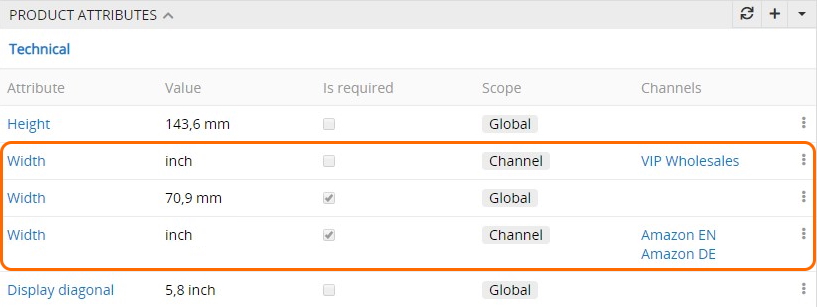 PRODUCT ATTRIBUTES
Technical
Attribute Value Is required Scope Channels
Height 143,6 mm Global
Width inch Channel VIP Wholesales
Width 70,9 mm Global
Width inch Channel Amazon EN
Amazon DE
Display diagonal 5,8 inch Global